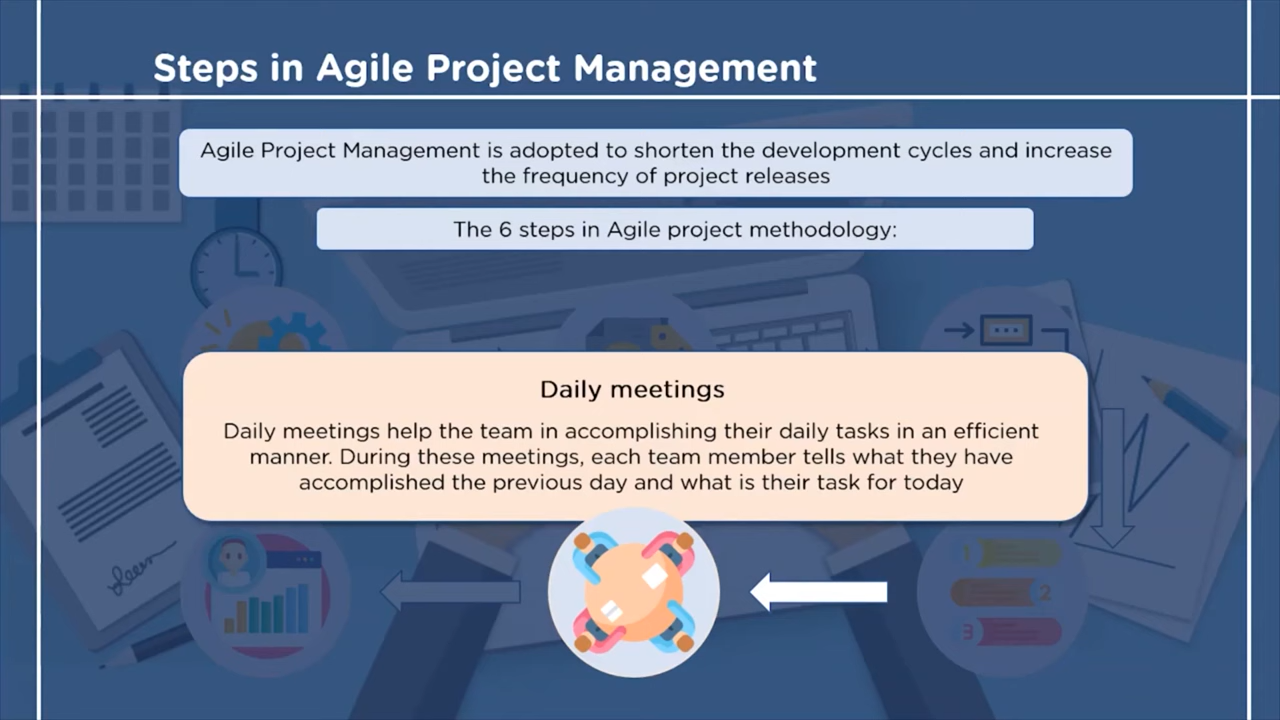 Steps in Agile Project Management
Agile Project Management is adopted to shorten the development cycles and increase
the frequency of project releases
The 6 steps in Agile project methodology:
Daily meetings
Daily meetings help the team in accomplishing their daily tasks in an efficient
manner. During these meetings, each team member tells what they have
accomplished the previous day and what is their task for today
1
2
3